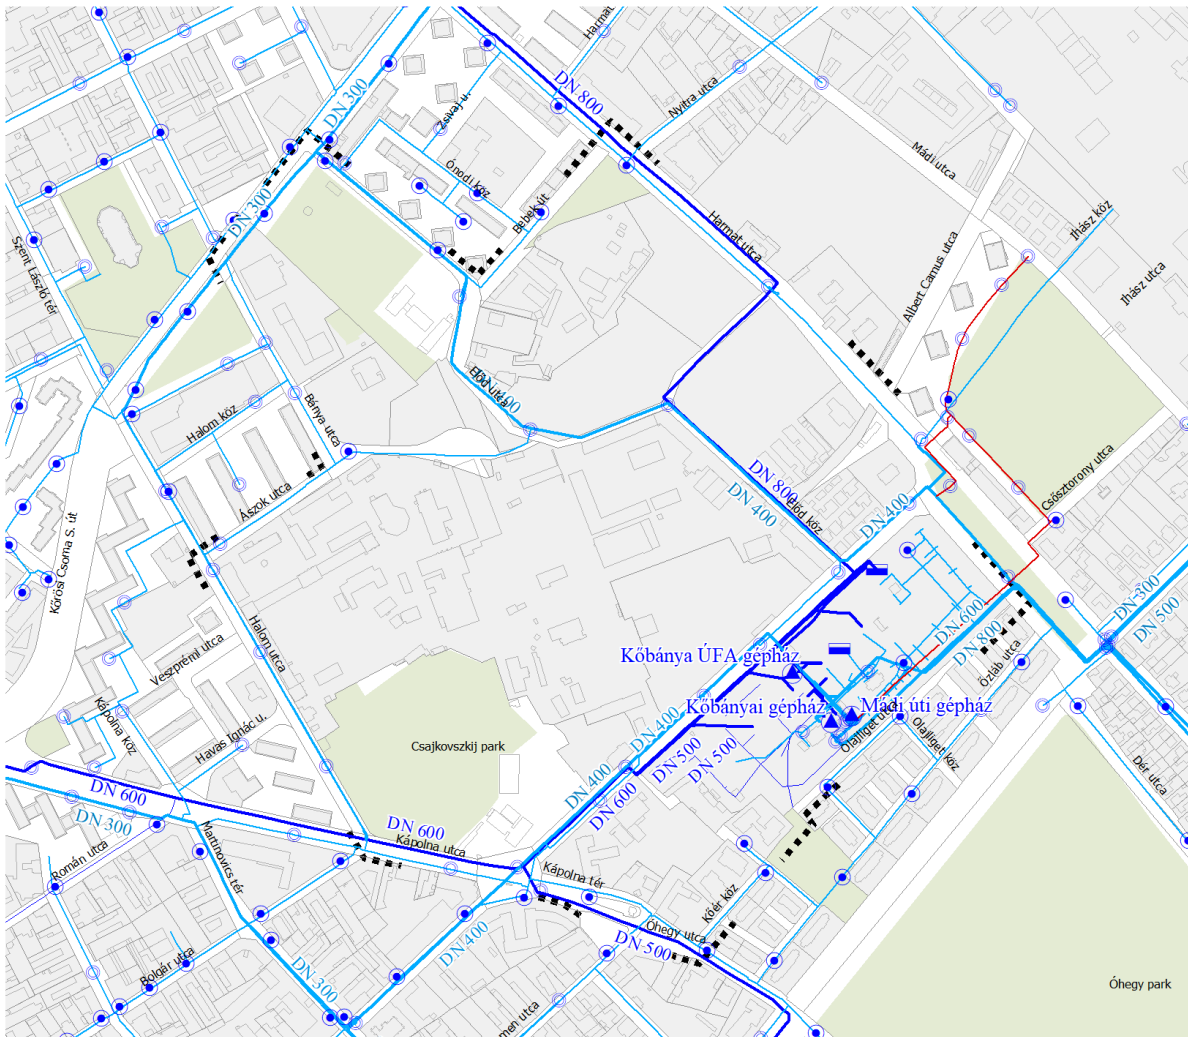 Harmat
DN 800
DN 300
Nyitra utca
Zsivaj u.
Mádi utca
Ónodi köz
DN 300
Bebek út
Harmat utca
Ihász köz
Szent László tér
Albert Camus utca
Ihász utca
Előd utca
400
Halom köz
Bánya utca
DN 800
Csősztorony utca
Ászok utca
DN 400
Előd köz
DN 400
Kőrösi Csoma S. út
DN 300
DN 500
DN 600
Halom utca
Veszprémi utca
DN 800
Kőbánya ÚFA gépház
Őzláb utca
Kápolna köz
Kőbányai gépház
Mádi úti gépház
Havas Ignác u.
Olajliget utca
Olajliget köz
Csajkovszkij park
DN 400
DN 500
DN 500
Dér utca
DN 400
DN 600
DN 600
DN 300
DN 600
Kápolna utca
Román utca
Martinovics tér
Kápolna tér
Kőér köz
DN 400
Óhegy utca
DN 500
Bolgár utca
DN 300
Óhegy park
men utca